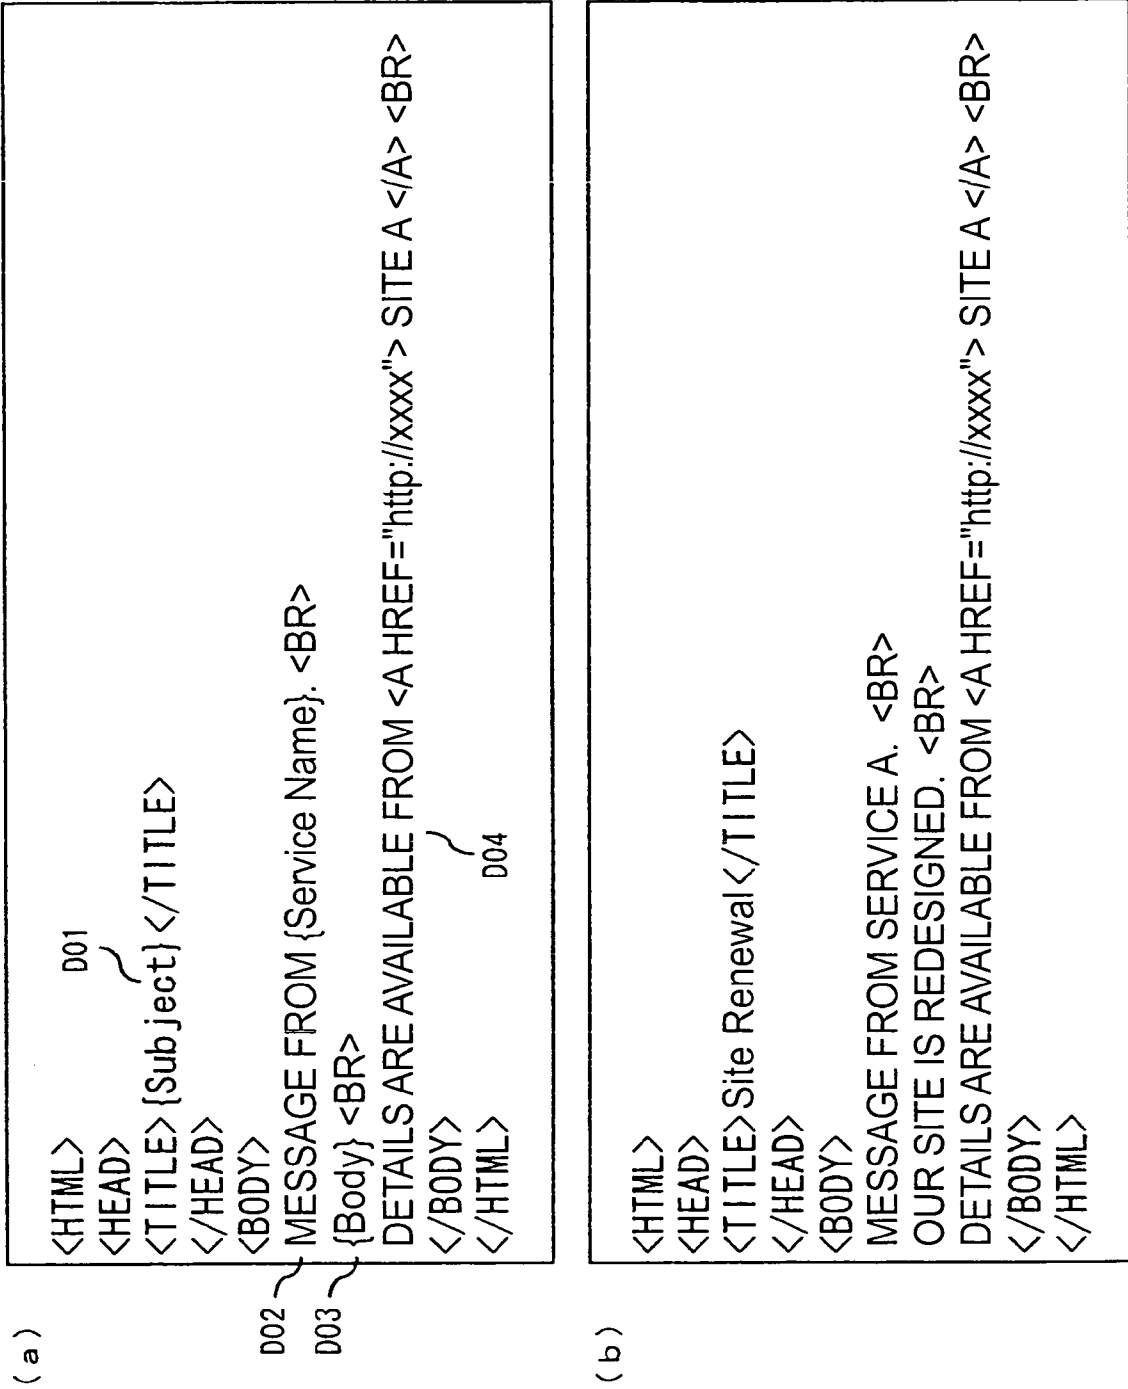 (a)
<HTML>
<HEAD>
D01
<TITLE>{Subject}</TITLE>
</HEAD>
<BODY>
D02 MESSAGE FROM {Service Name}. <BR>
D03 {Body} <BR>
DETAILS ARE AVAILABLE FROM <A HREF="http://xxxx"> SITE A </A> <BR>
D04
</BODY>
</HTML>
(b)
<HTML>
<HEAD>
<TITLE>Site Renewal</TITLE>
</HEAD>
<BODY>
MESSAGE FROM SERVICE A. <BR>
OUR SITE IS REDESIGNED. <BR>
DETAILS ARE AVAILABLE FROM <A HREF="http://xxxx"> SITE A </A> <BR>
</BODY>
</HTML>